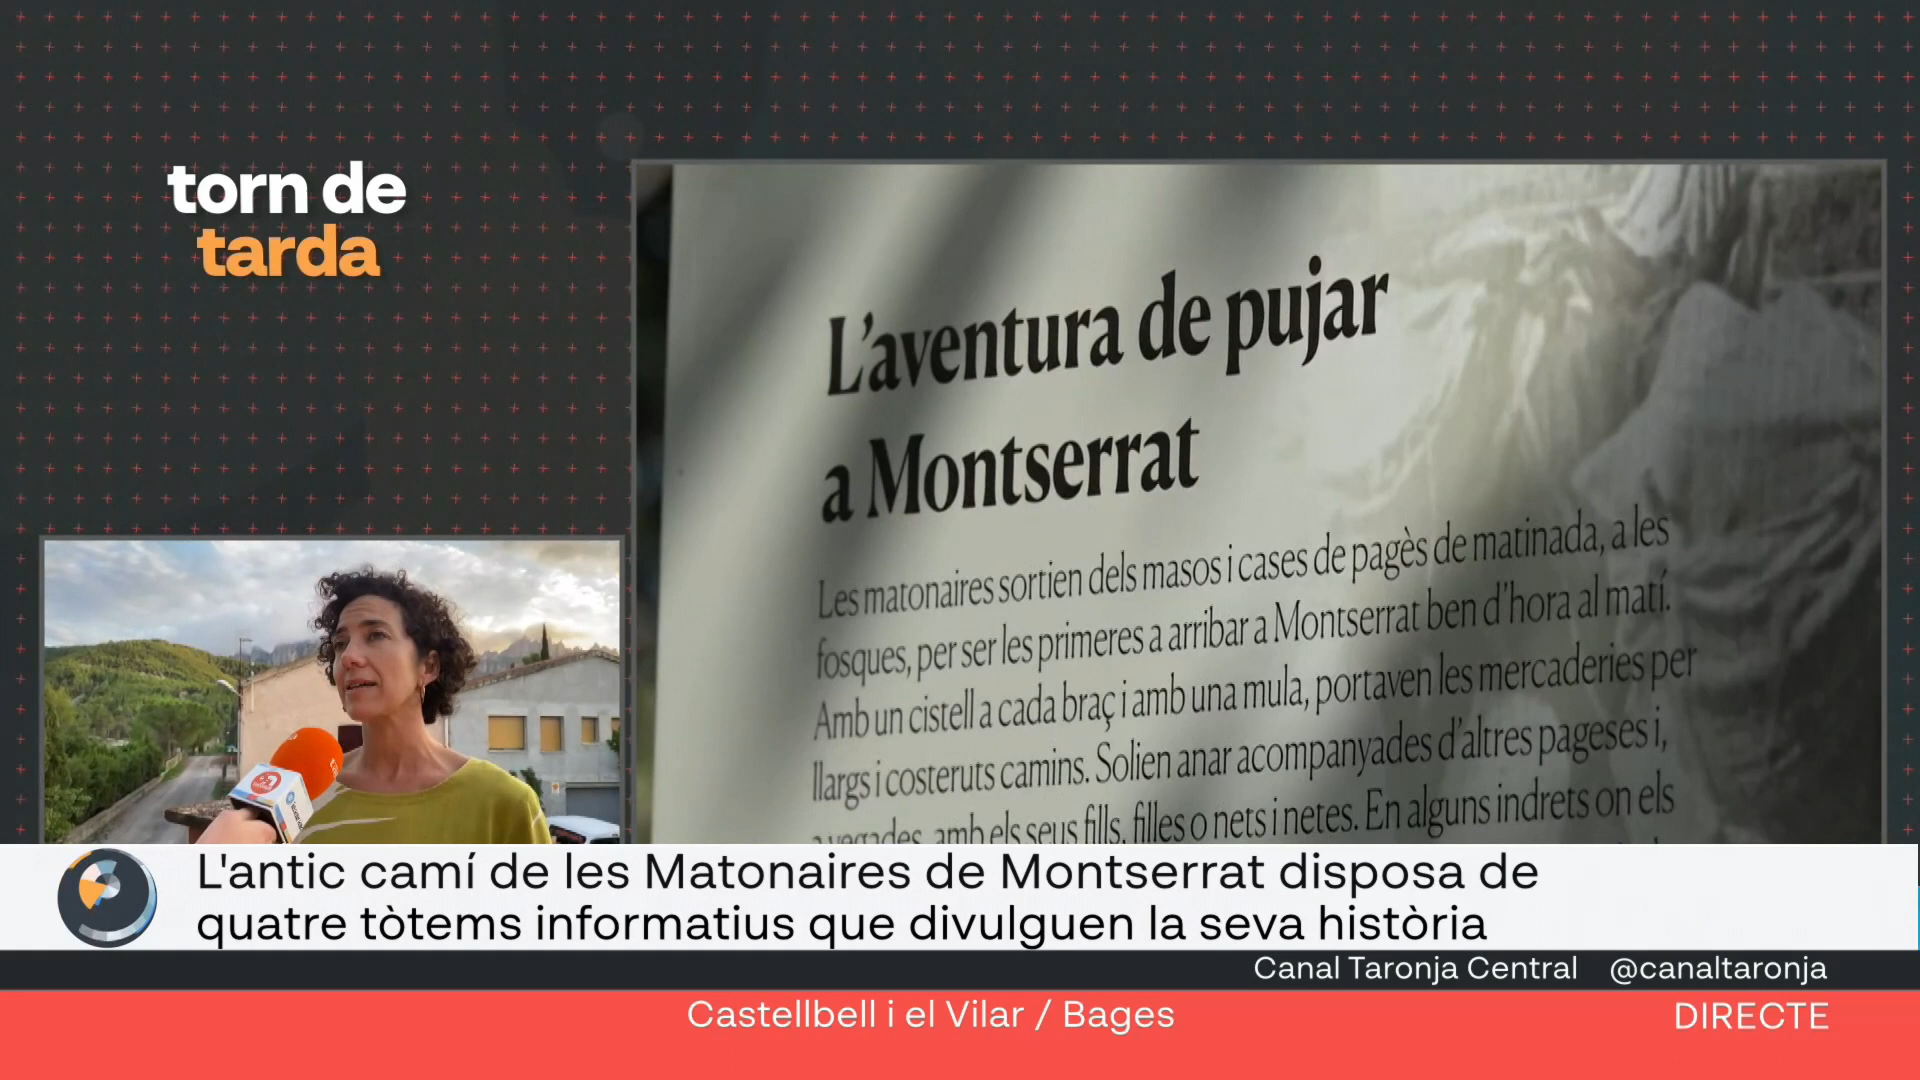 torn de
tarda
L'aventura de pujar
a Montserrat
Les matonaires sortien dels masos i cases de pagès de matinada, a les
fosques, per ser les primeres a arribar a Montserrat ben d'hora al matí.
Amb un cistell a cada braç i amb una mula, portaven les mercaderies per
llargs i costeruts camins. Solien anar acompanyades d'altres pageses i,
a vegades, amb els seus fills, filles o nets i netes. En alguns indrets on els
L'antic camí de les Matonaires de Montserrat disposa de
quatre tòtems informatius que divulguen la seva història
Canal Taronja Central @canaltaronja
Castellbell i el Vilar / Bages
DIRECTE